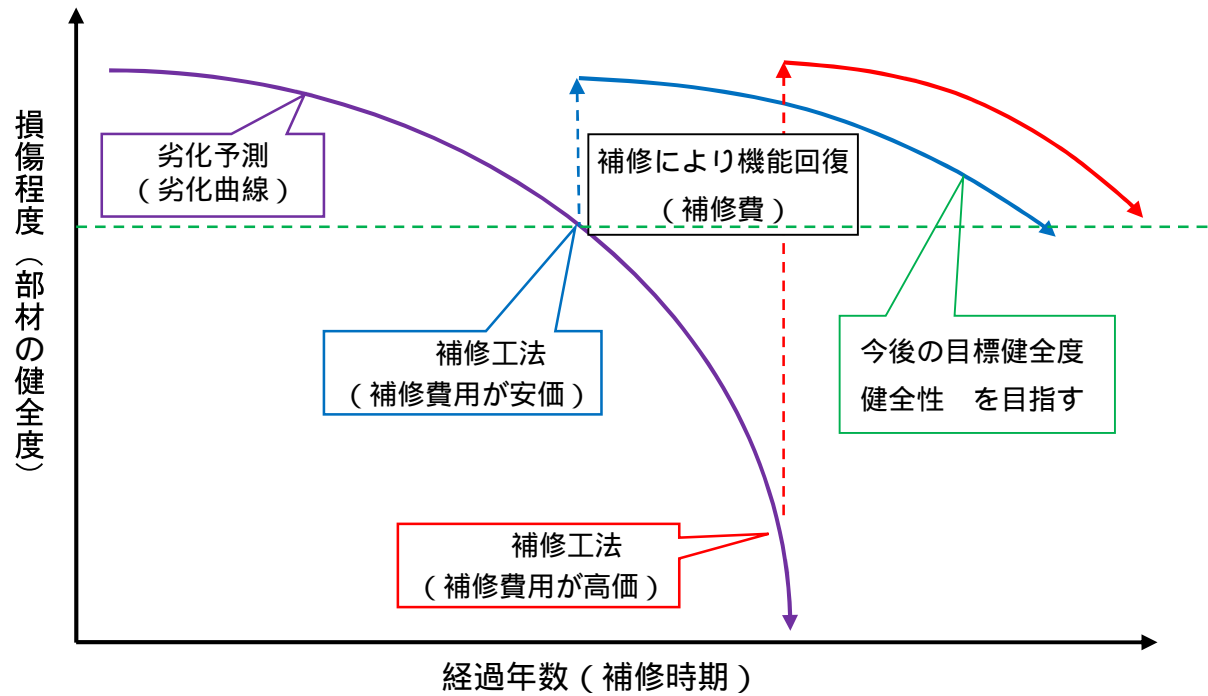 損傷程度（部材の健全度）
劣化予測
（劣化曲線）
補修により機能回復
（補修費）
補修工法
（補修費用が安価）
今後の目標健全度
健全性　を目指す
補修工法
（補修費用が高価）
経過年数（補修時期）